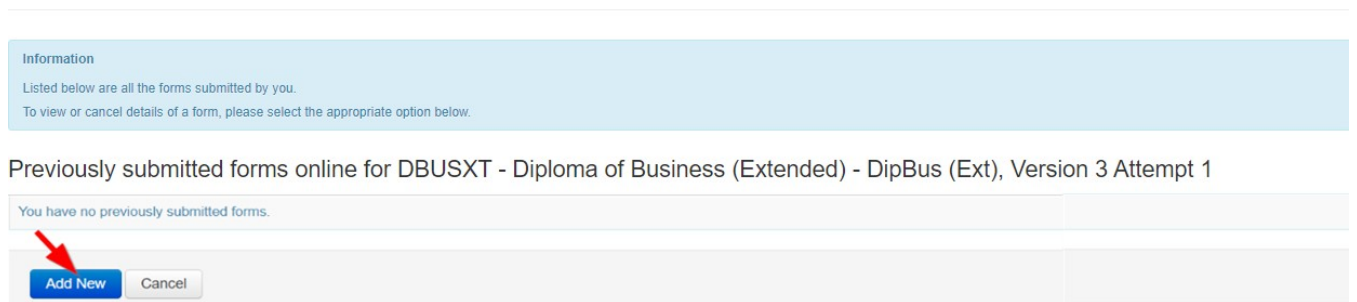 Information
Listed below are all the forms submitted by you.
To view or cancel details of a form, please select the appropriate option below.
Previously submitted forms online for DBUSXT - Diploma of Business (Extended) - DipBus (Ext), Version 3 Attempt 1
You have no previously submitted forms.
Add New Cancel